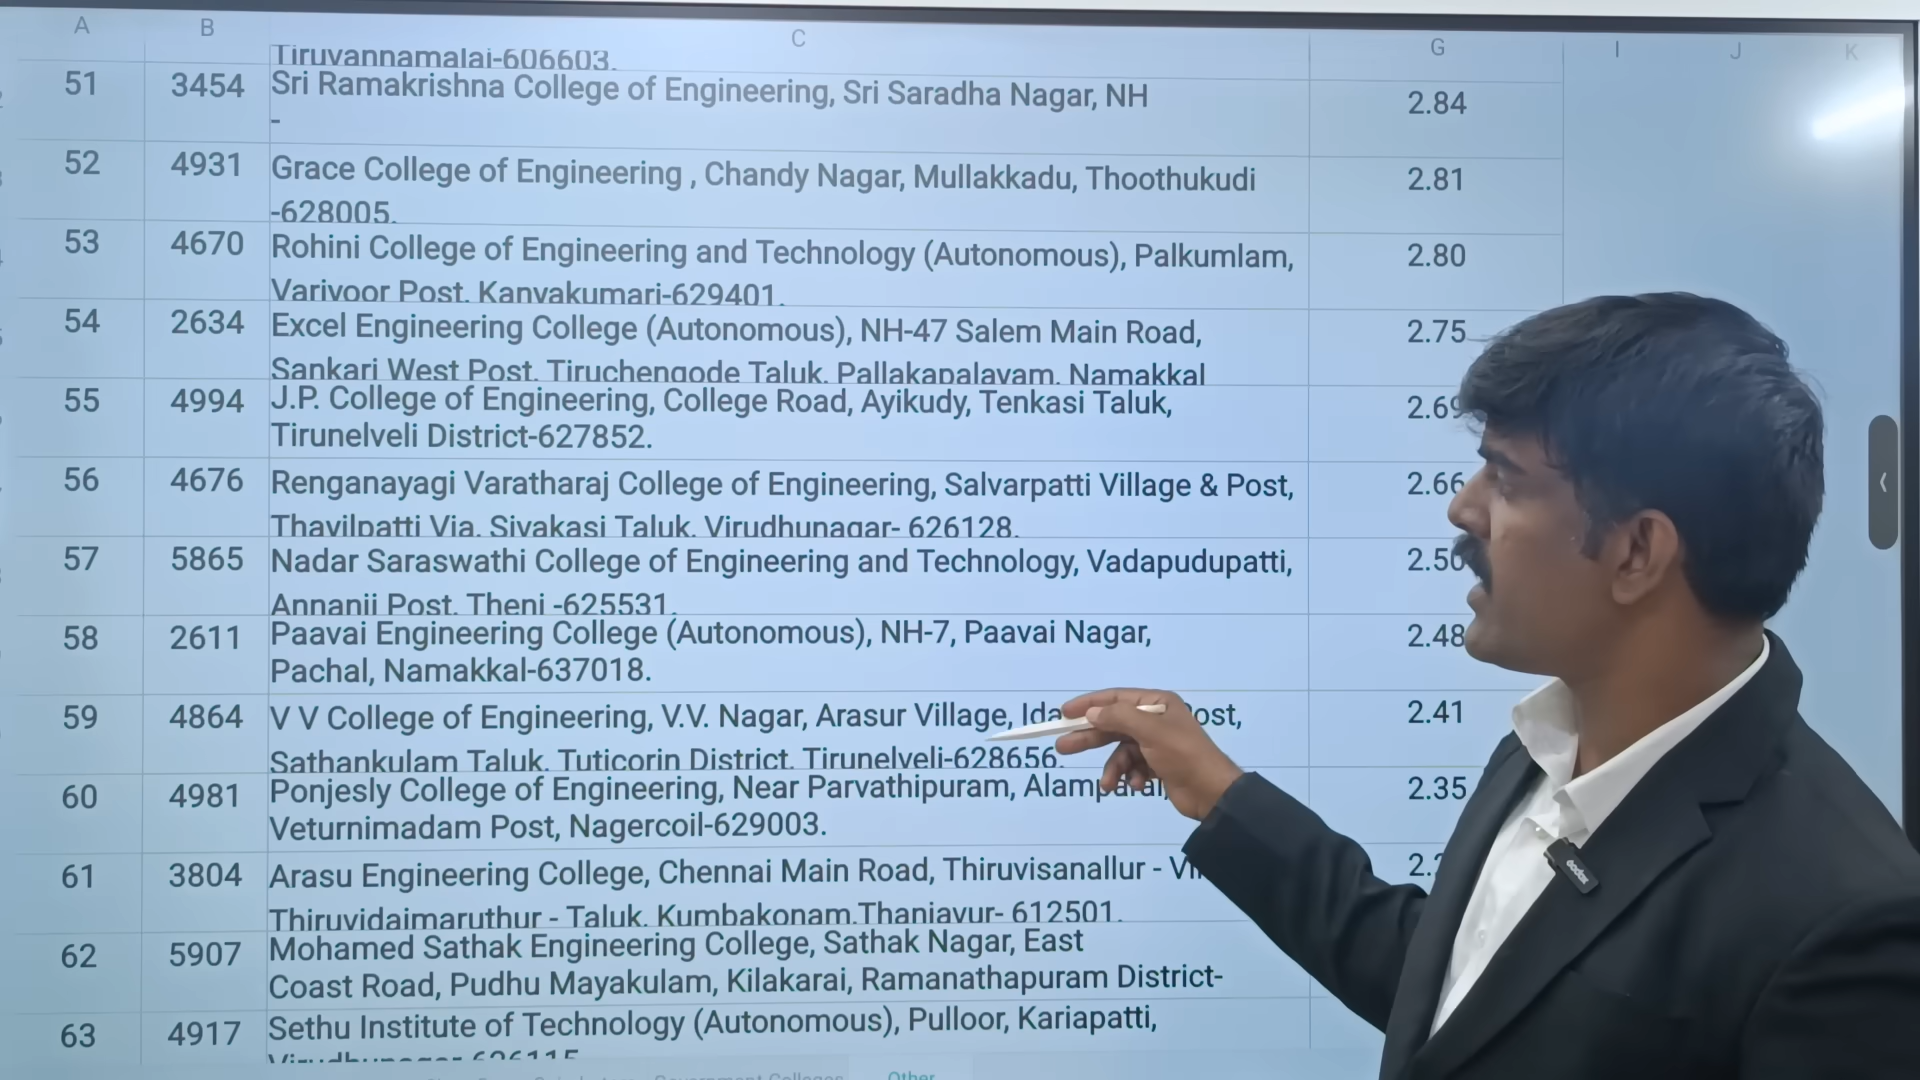 A B C G I J K
Tiruvannamalai-606603.
51 3454 Sri Ramakrishna College of Engineering, Sri Saradha Nagar, NH 2.84
-
52 4931 Grace College of Engineering , Chandy Nagar, Mullakkadu, Thoothukudi 2.81
-628005.
53 4670 Rohini College of Engineering and Technology (Autonomous), Palkumlam, 2.80
Variyoor Post, Kanyakumari-629401.
54 2634 Excel Engineering College (Autonomous), NH-47 Salem Main Road, 2.75
Sankari West Post, Tiruchengode Taluk, Pallakapalayam, Namakkal
55 4994 J.P. College of Engineering, College Road, Ayikudy, Tenkasi Taluk, 2.69
Tirunelveli District-627852.
56 4676 Renganayagi Varatharaj College of Engineering, Salvarpatti Village & Post, 2.66
Thayilpatti Via, Sivakasi Taluk, Virudhunagar- 626128.
57 5865 Nadar Saraswathi College of Engineering and Technology, Vadapudupatti, 2.50
Annanji Post, Theni -625531.
58 2611 Paavai Engineering College (Autonomous), NH-7, Paavai Nagar, 2.48
Pachal, Namakkal-637018.
59 4864 V V College of Engineering, V.V. Nagar, Arasur Village, 2.41
Sathankulam Taluk, Tuticorin District, Tirunelveli-628656.
60 4981 Ponjesly College of Engineering, Near Parvathipuram, 2.35
Veturnimadam Post, Nagercoil-629003.
61 3804 Arasu Engineering College, Chennai Main Road, Thiruvisanallur -
Thiruvidaimaruthur - Taluk, Kumbakonam,Thanjavur- 612501.
62 5907 Mohamed Sathak Engineering College, Sathak Nagar, East
Coast Road, Pudhu Mayakulam, Kilakarai, Ramanathapuram District-
63 4917 Sethu Institute of Technology (Autonomous), Pulloor, Kariapatti,
Other
godox